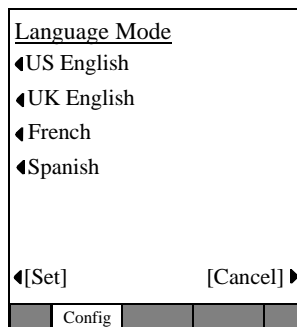 Language Mode
US English
UK English
French
Spanish
[Set] [Cancel]
Config